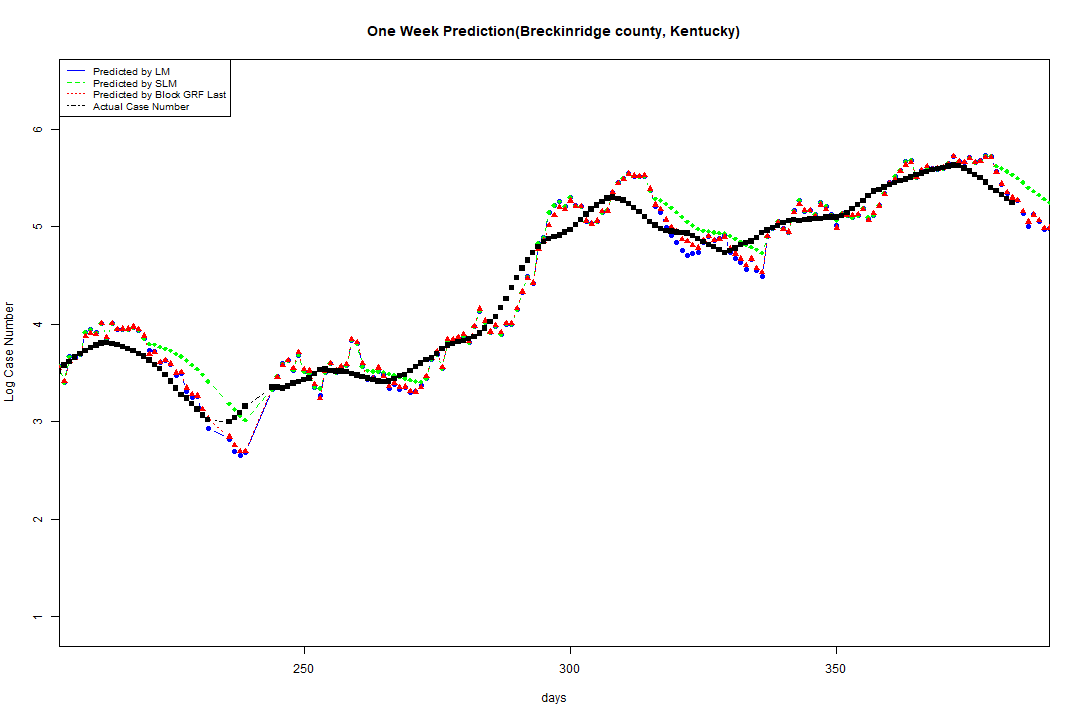 One Week Prediction(Breckinridge county, Kentucky)
Predicted by LM
Predicted by SLM
Predicted by Block GRF Last
Actual Case Number
6
5
4
3
2
1
Log Case Number
250
300
350
days